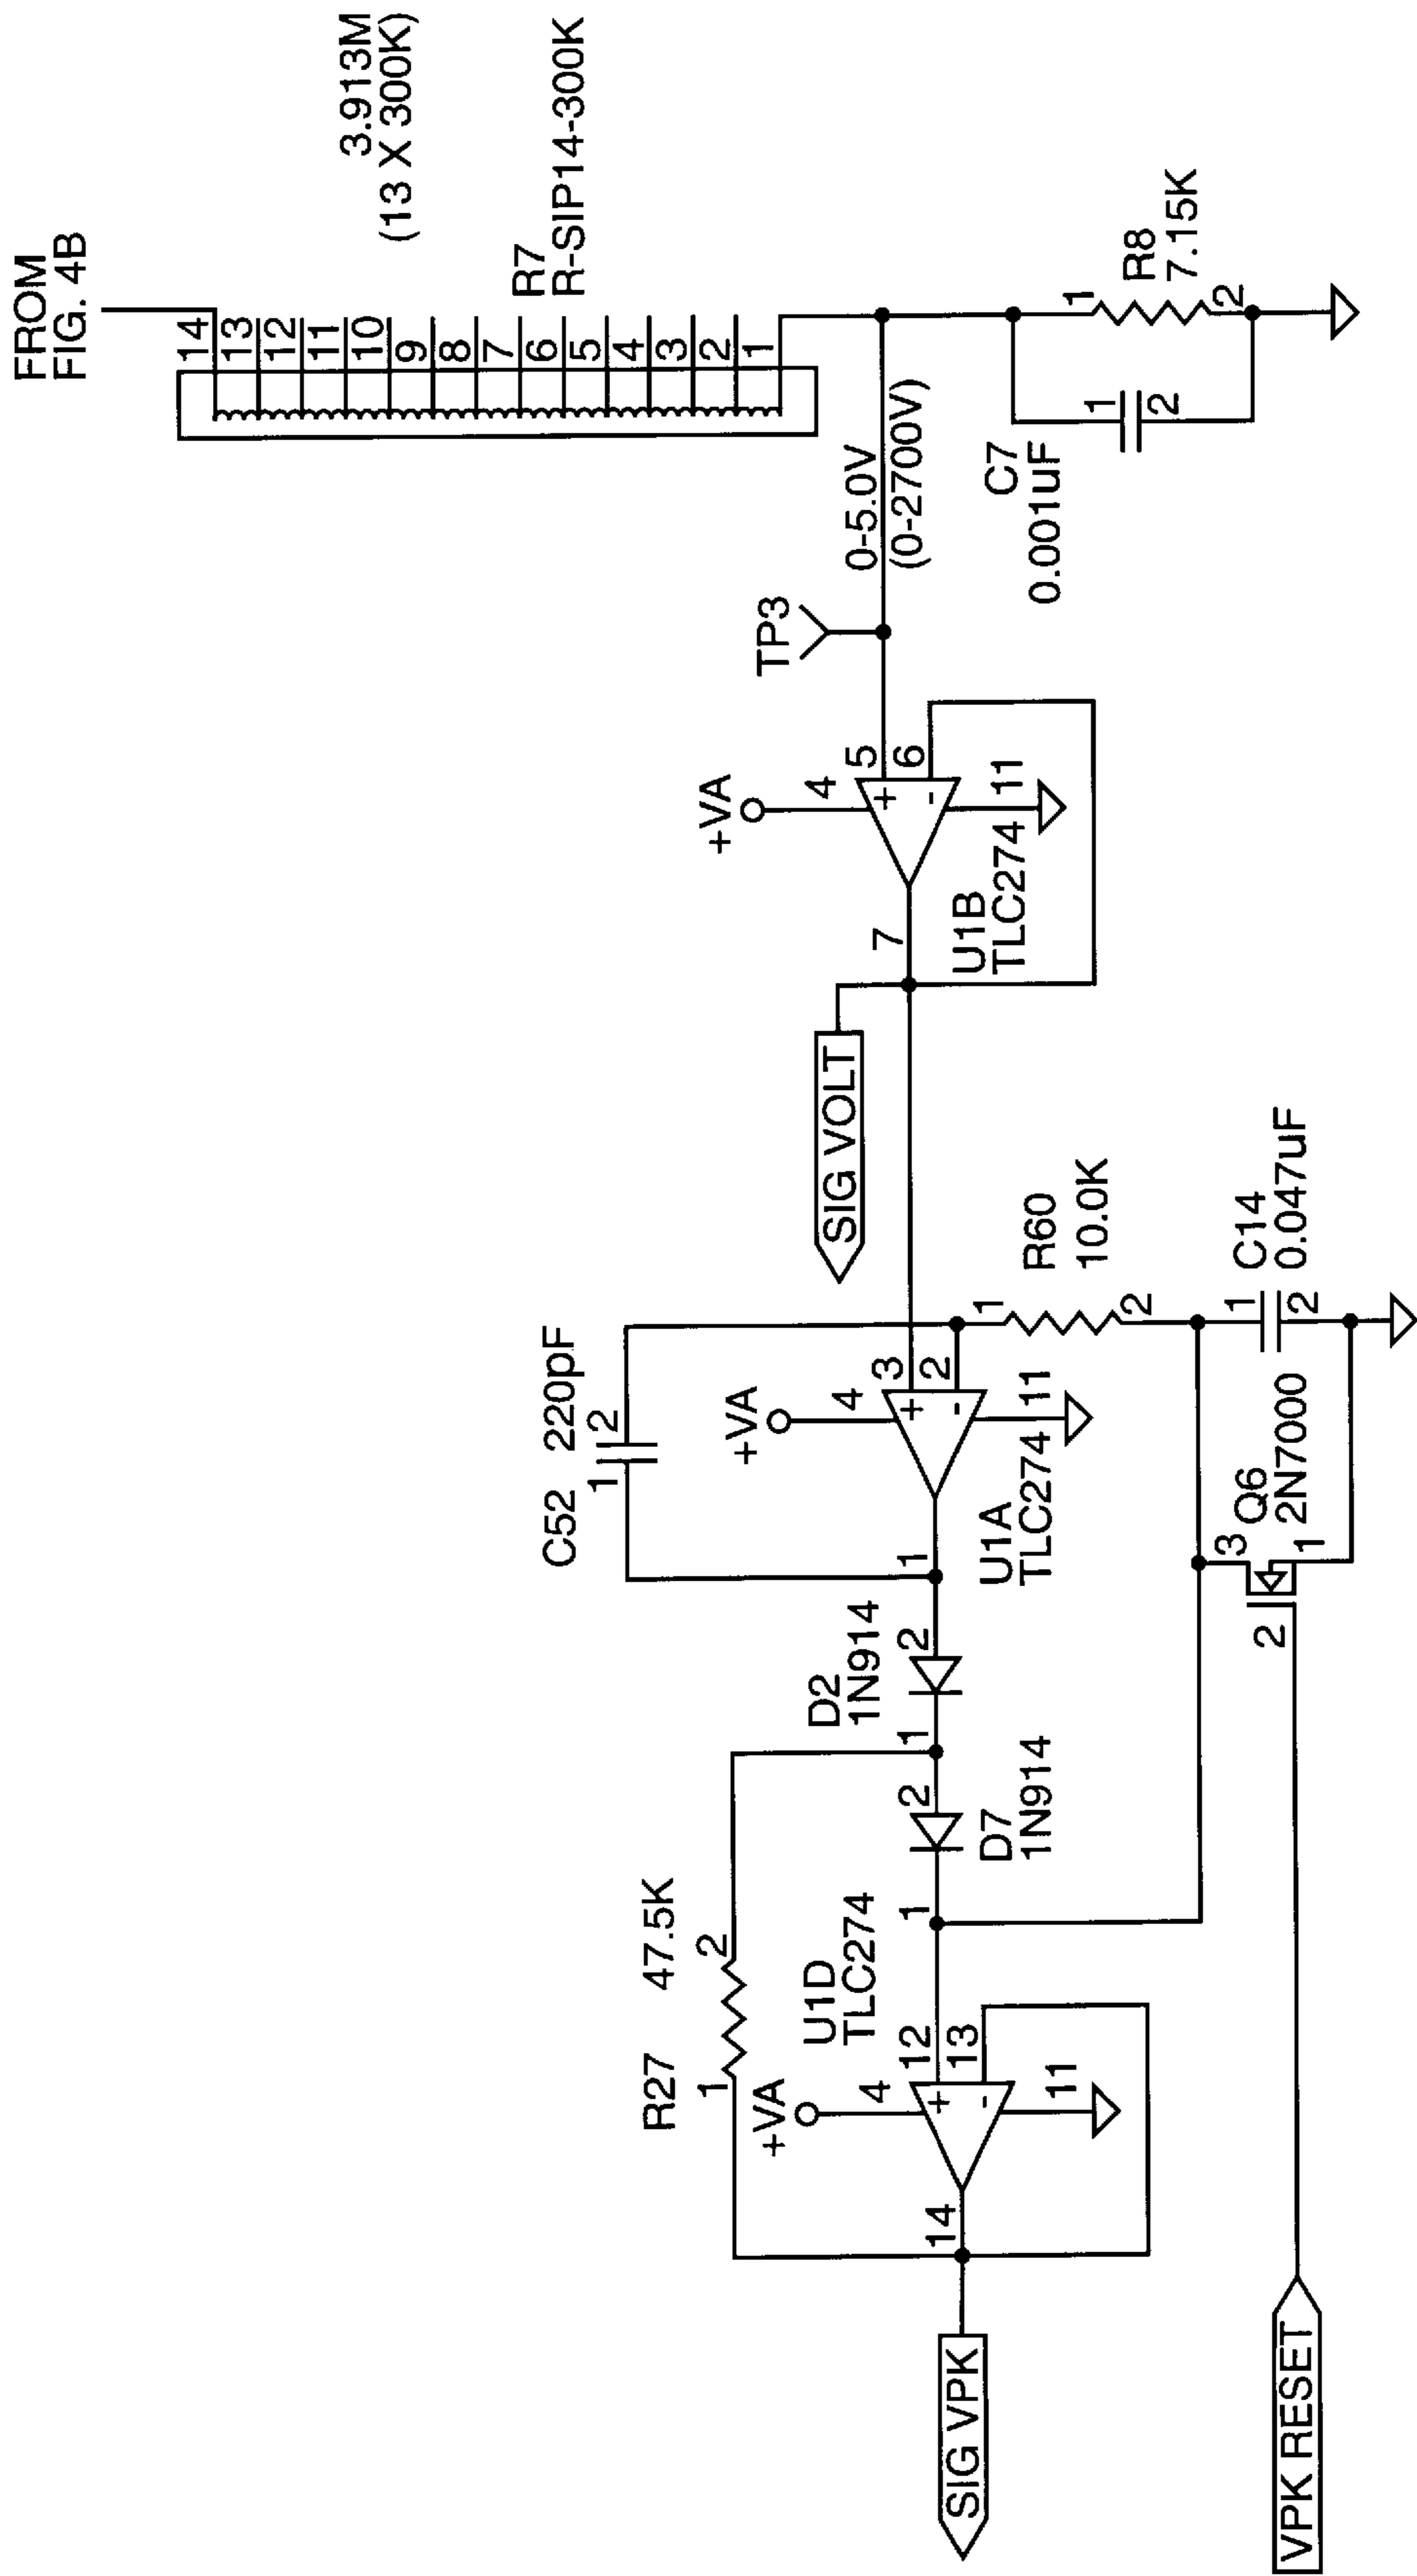 FROM
FIG. 4B
14
13
12
11
10
9
8
7
6
5
4
3
2
1
3.913M
(13 X 300K)
R7
R-SIP14-300K
0-5.0V
(0-2700V)
TP3
C7
0.001uF
1
2
R8
7.15K
1
2
+VA
4
5
6
+
-
11
7
U1B
TLC274
SIG VOLT
C52 220pF
1
2
+VA
4
3
2
+
-
11
1
U1A
TLC274
R60
10.0K
1
2
C14
0.047uF
1
2
Q6
2N7000
3
1
2
D2
1N914
2
1
D7
1N914
2
1
R27 47.5K
1
2
U1D
TLC274
+VA
4
12
13
+
-
11
14
SIG VPK
VPK RESET